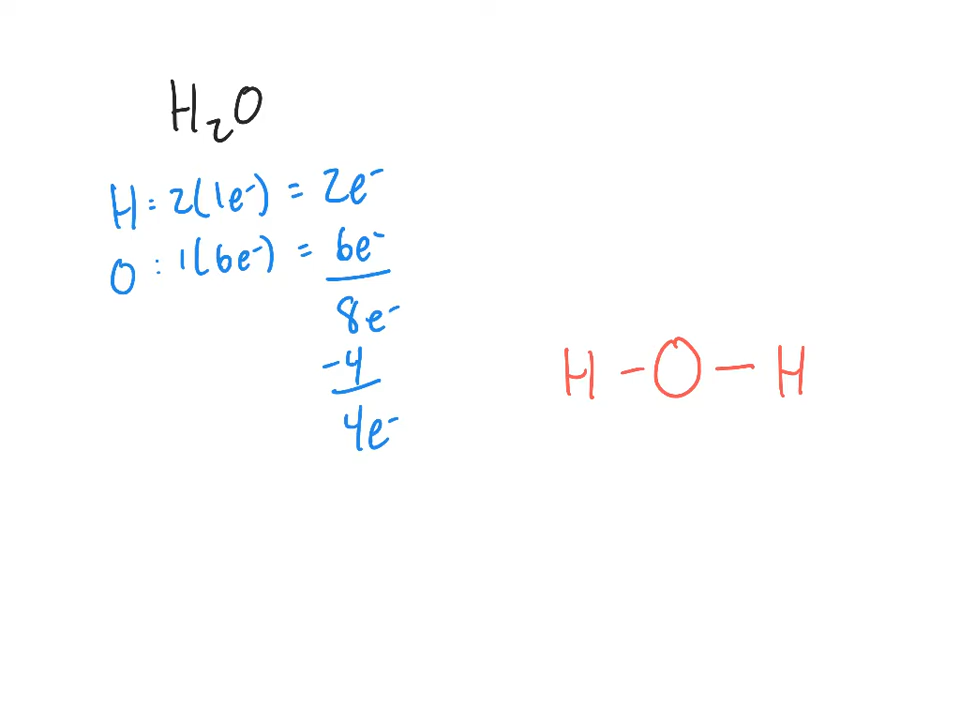 H₂O
H: 2(1e⁻) = 2e⁻
O: 1(6e⁻) = 6e⁻
8e⁻
-4
4e⁻
H - O - H